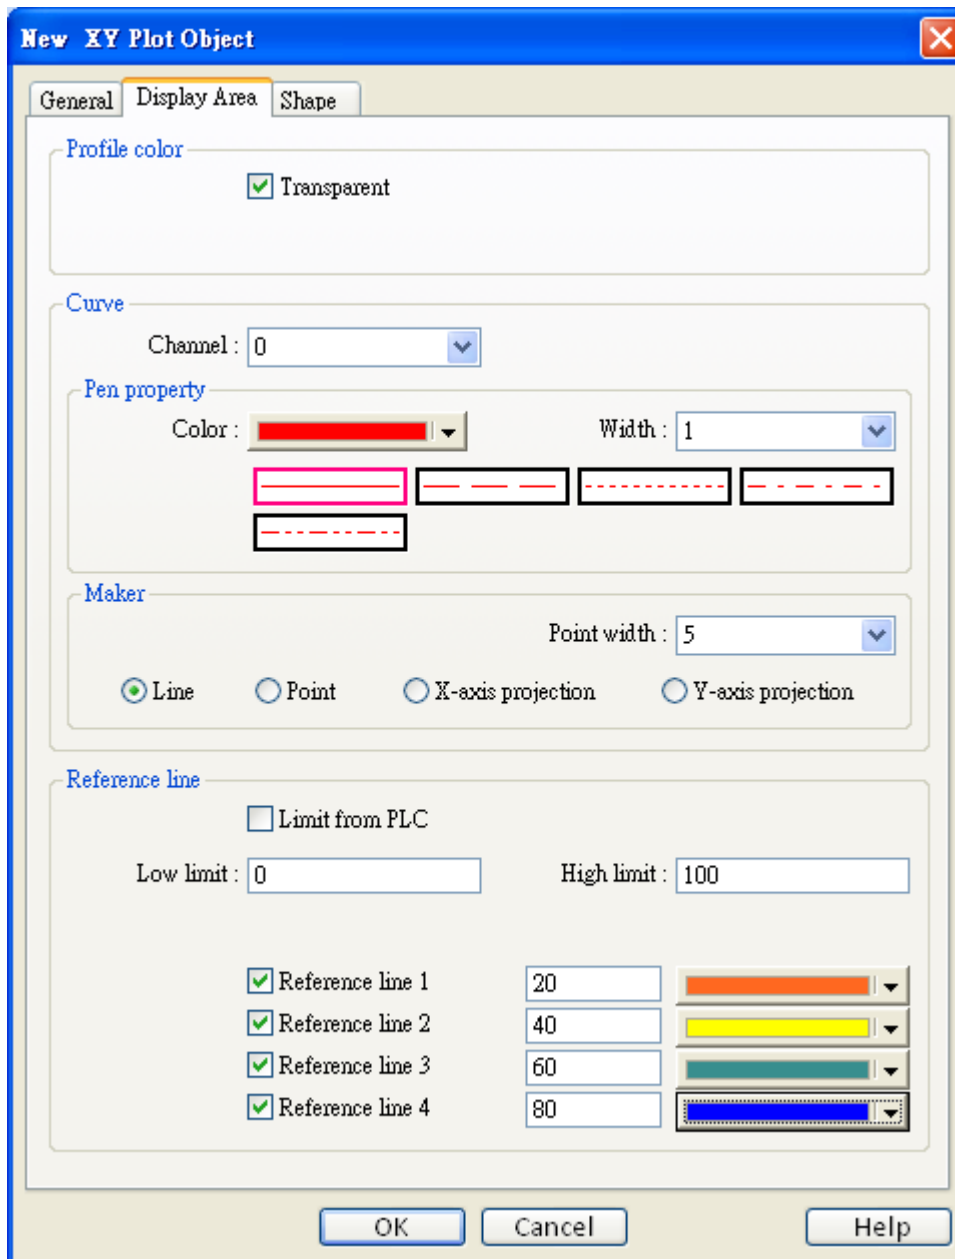 New XY Plot Object
General Display Area Shape
Profile color
Transparent
Curve
Channel : 0
Pen property
Color : Width : 1
Maker
Point width : 5
Line Point X-axis projection Y-axis projection
Reference line
Limit from PLC
Low limit : 0 High limit : 100
Reference line 1 20
Reference line 2 40
Reference line 3 60
Reference line 4 80
OK Cancel Help